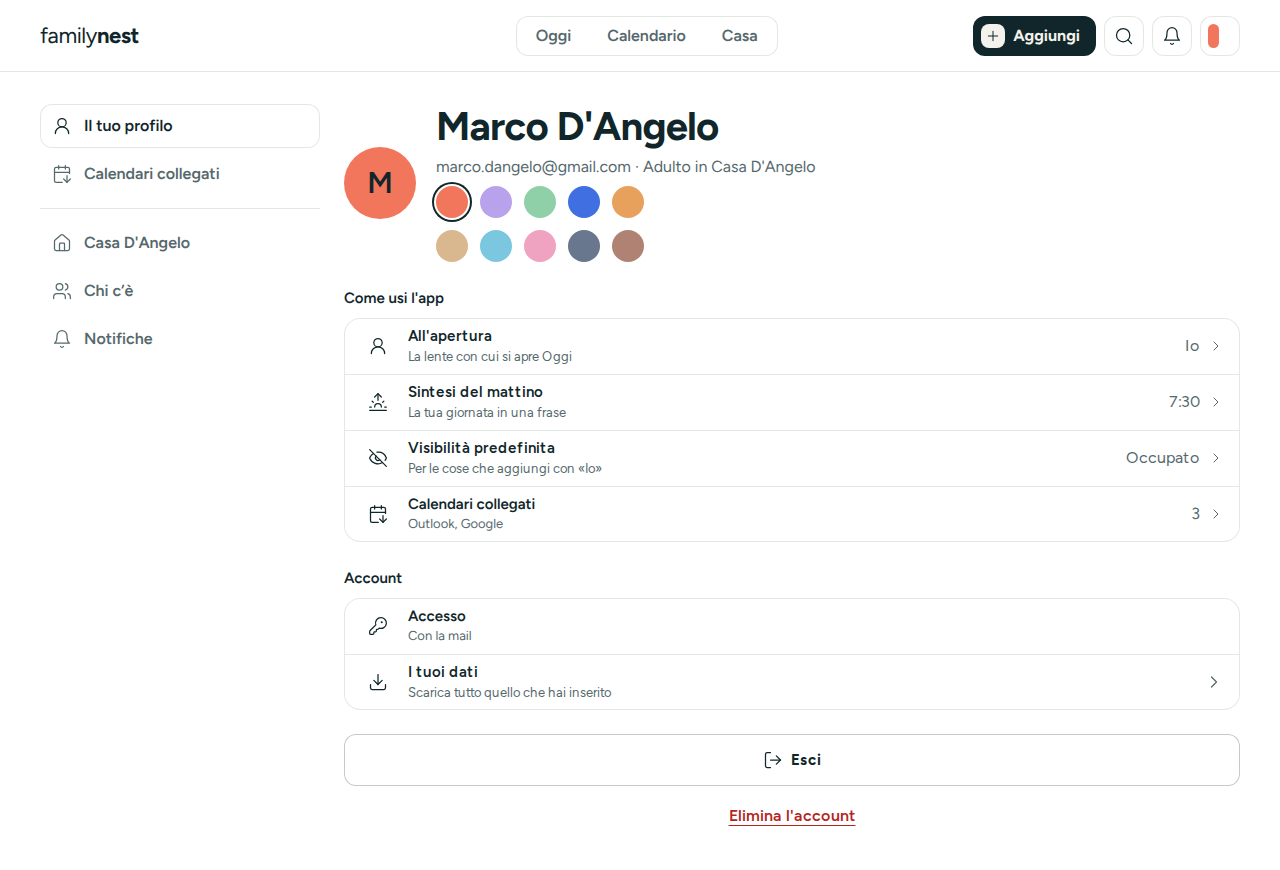 familynest
Oggi
Calendario
Casa
Aggiungi
Il tuo profilo
Calendari collegati
Casa D'Angelo
Chi c’è
Notifiche
M
Marco D'Angelo
marco.dangelo@gmail.com · Adulto in Casa D'Angelo
Come usi l'app
All'apertura
La lente con cui si apre Oggi
Io
Sintesi del mattino
La tua giornata in una frase
7:30
Visibilità predefinita
Per le cose che aggiungi con «Io»
Occupato
Calendari collegati
Outlook, Google
3
Account
Accesso
Con la mail
I tuoi dati
Scarica tutto quello che hai inserito
Esci
Elimina l'account